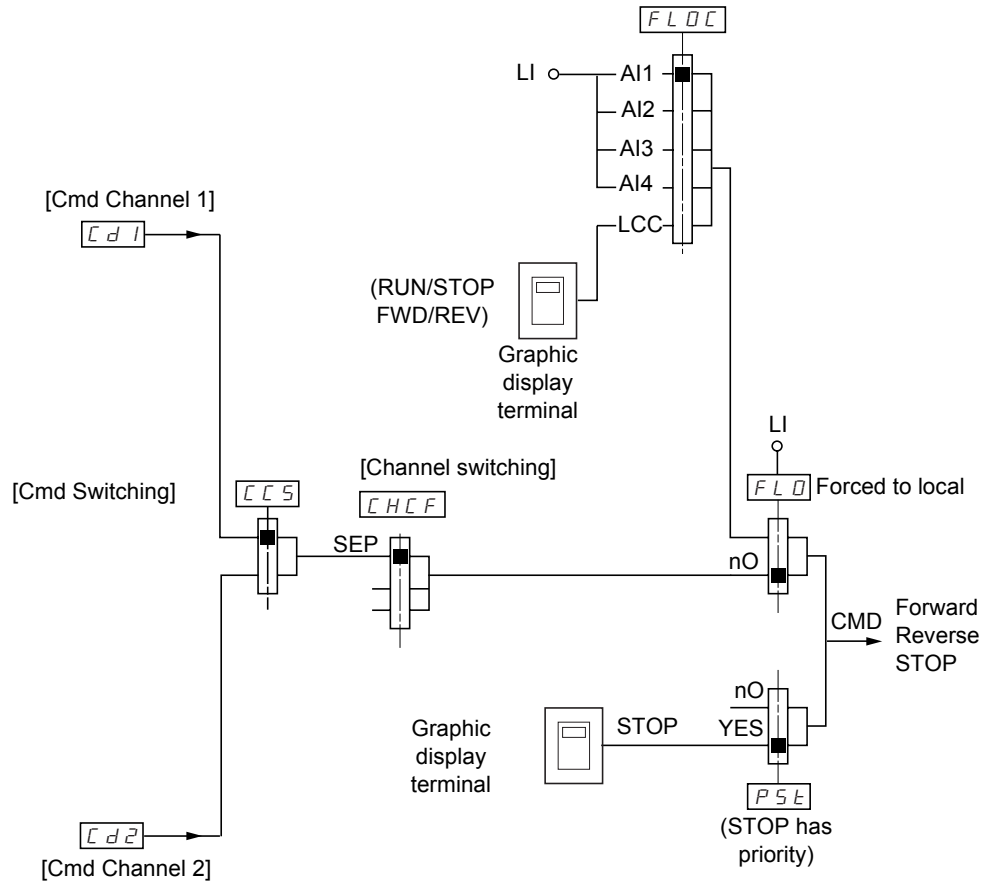 FLOC
LI
AI1
AI2
AI3
AI4
LCC
[Cmd Channel 1]
Cd1
(RUN/STOP
FWD/REV)
Graphic
display
terminal
LI
[Channel switching]
[Cmd Switching]
CCS
CHCF
FLO
Forced to local
SEP
nO
CMD
Forward
Reverse
STOP
nO
Graphic
display
terminal
STOP
YES
PSt
(STOP has
priority)
Cd2
[Cmd Channel 2]